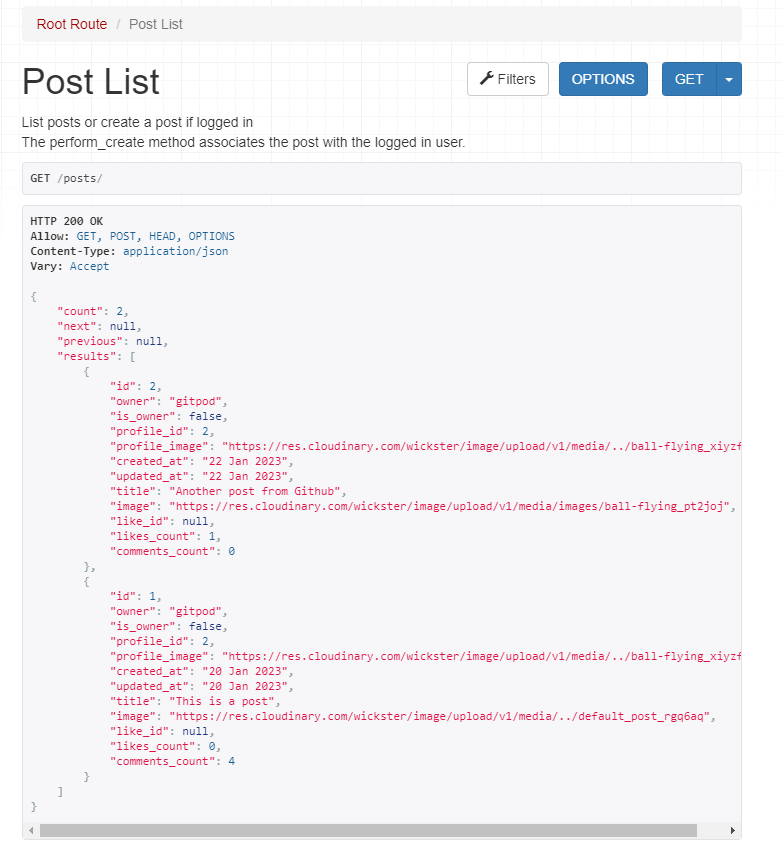 Root Route / Post List
Post List
Filters
OPTIONS
GET
List posts or create a post if logged in
The perform_create method associates the post with the logged in user.
GET /posts/
HTTP 200 OK
Allow: GET, POST, HEAD, OPTIONS
Content-Type: application/json
Vary: Accept
{
    "count": 2,
    "next": null,
    "previous": null,
    "results": [
        {
            "id": 2,
            "owner": "gitpod",
            "is_owner": false,
            "profile_id": 2,
            "profile_image": "https://res.cloudinary.com/wickster/image/upload/v1/media/../ball-flying_xiyzf
            "created_at": "22 Jan 2023",
            "updated_at": "22 Jan 2023",
            "title": "Another post from Github",
            "image": "https://res.cloudinary.com/wickster/image/upload/v1/media/images/ball-flying_pt2joj",
            "like_id": null,
            "likes_count": 1,
            "comments_count": 0
        },
        {
            "id": 1,
            "owner": "gitpod",
            "is_owner": false,
            "profile_id": 2,
            "profile_image": "https://res.cloudinary.com/wickster/image/upload/v1/media/../ball-flying_xiyzf
            "created_at": "20 Jan 2023",
            "updated_at": "20 Jan 2023",
            "title": "This is a post",
            "image": "https://res.cloudinary.com/wickster/image/upload/v1/media/../default_post_rgq6aq",
            "like_id": null,
            "likes_count": 0,
            "comments_count": 4
        }
    ]
}